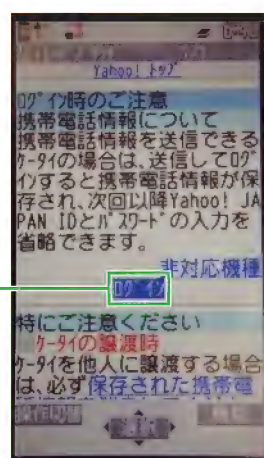 Yahoo! トップ
ログイン時のご注意
携帯電話情報について
携帯電話情報を送信できる
ケータイの場合は、送信してログ
インすると携帯電話情報が保
存され、次回以降Yahoo! JA
PAN IDとパスワードの入力を
省略できます。
非対応機種
ログイン
特にご注意ください
ケータイの譲渡時
ケータイを他人に譲渡する場合
は、必ず保存された携帯電